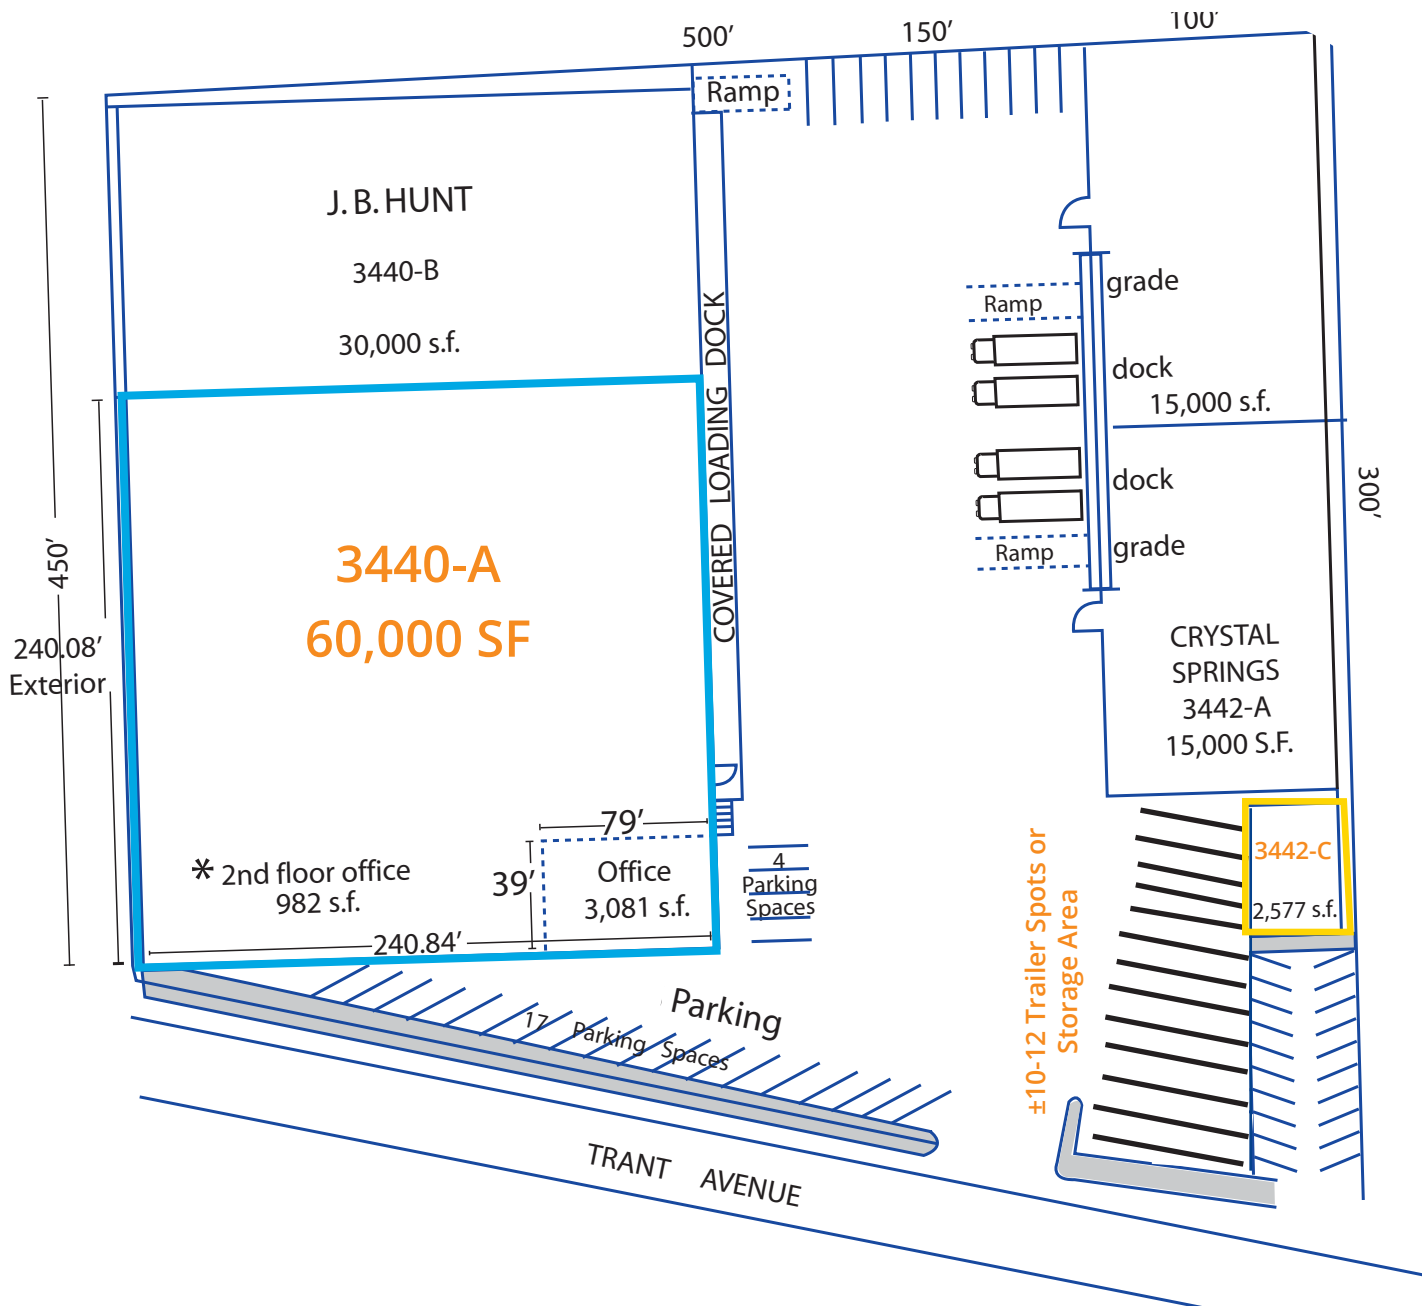 500’
150’
100’
Ramp
J. B. HUNT
3440-B
30,000 s.f.
COVERED LOADING DOCK
grade
Ramp
dock
15,000 s.f.
dock
grade
Ramp
300’
450’
240.08’
Exterior
3440-A
60,000 SF
CRYSTAL
SPRINGS
3442-A
15,000 S.F.
79’
39’
* 2nd floor office
982 s.f.
Office
3,081 s.f.
240.84’
4
Parking
Spaces
3442-C
2,577 s.f.
±10-12 Trailer Spots or
Storage Area
Parking
17 Parking Spaces
TRANT AVENUE